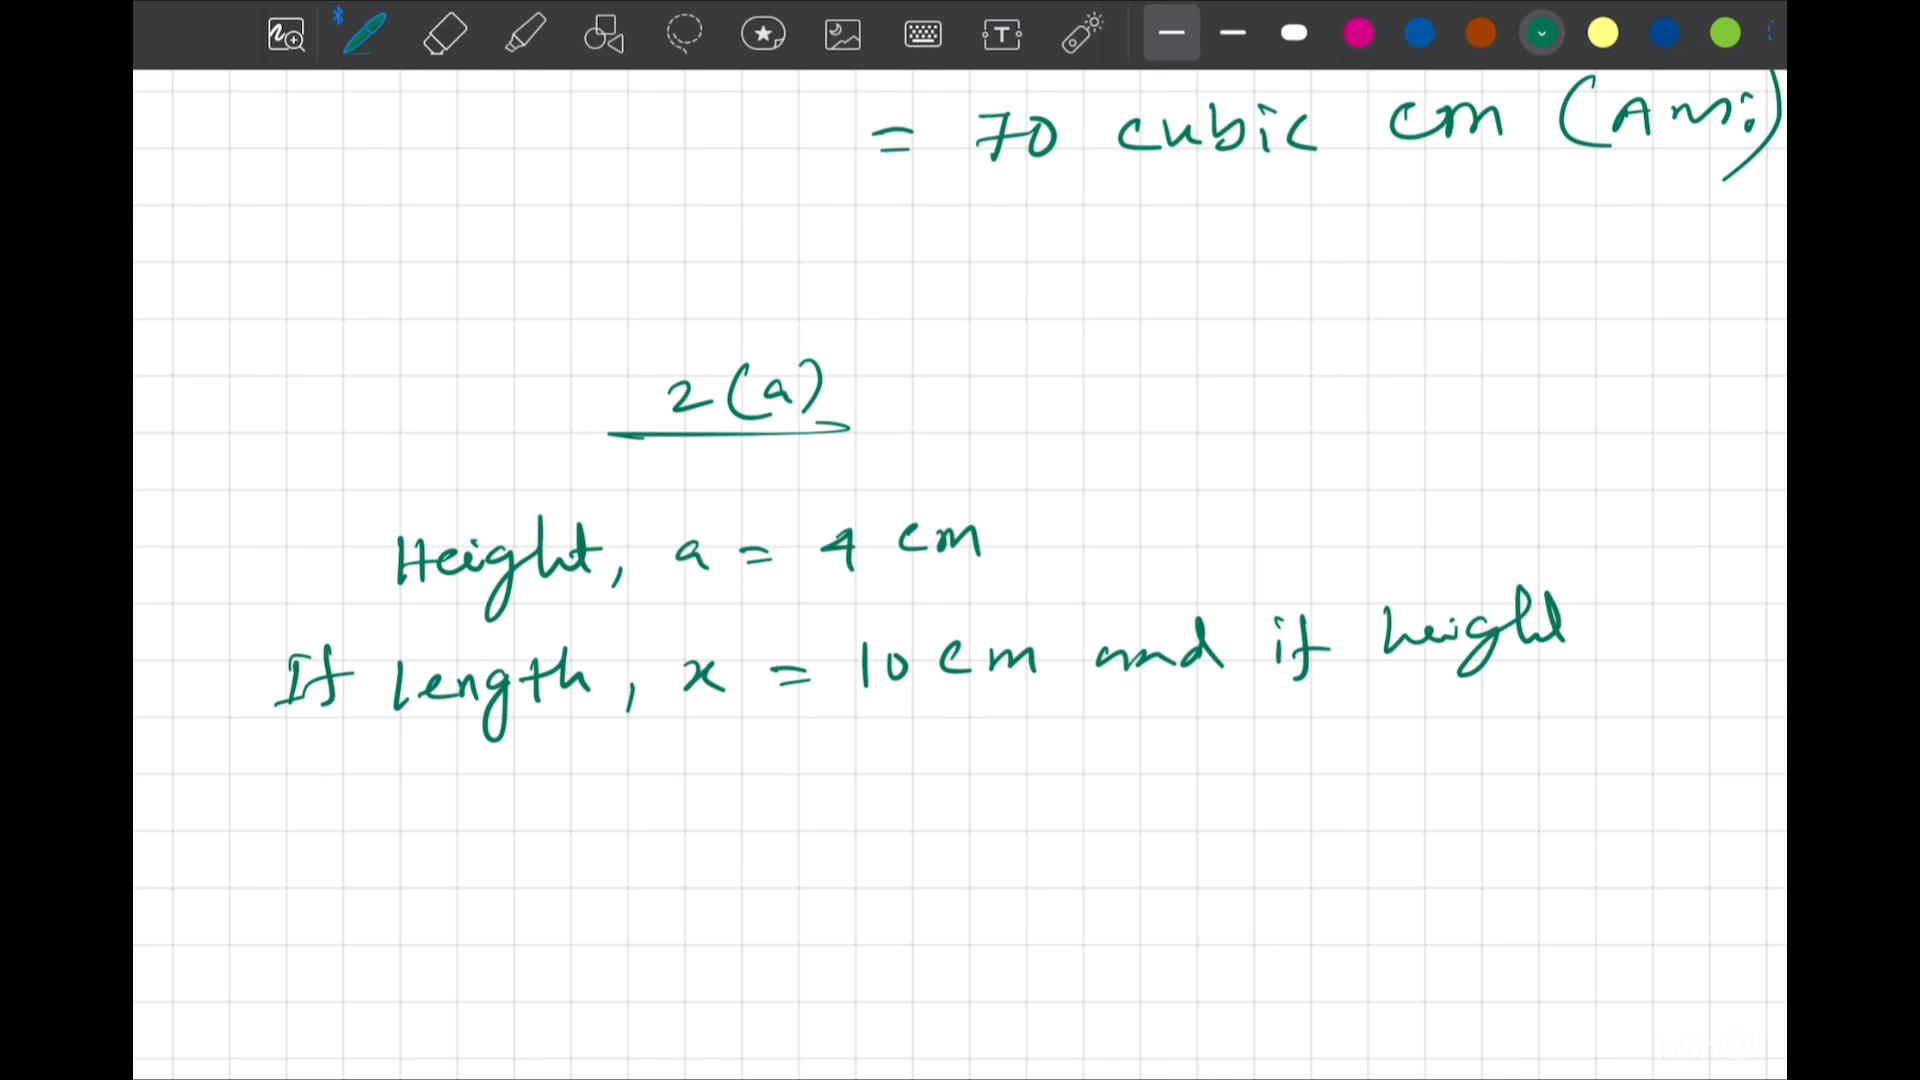 = 70 cubic cm (Ans:)
2(a)
Height, a = 4 cm
If length, x = 10 cm and if height